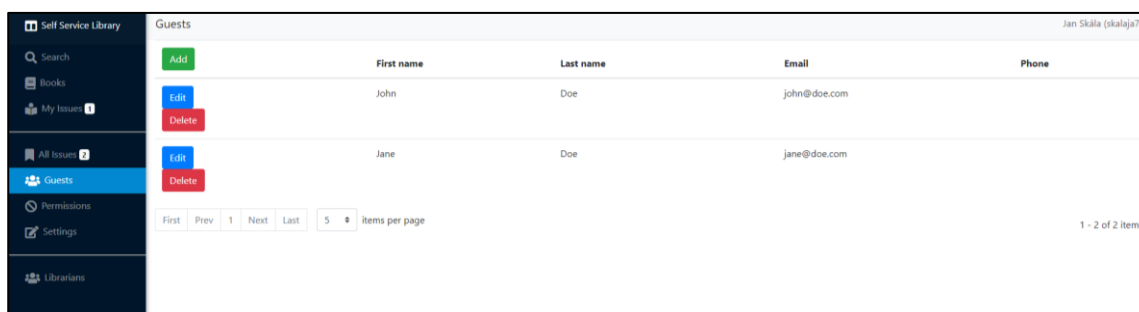 Self Service Library
Guests
Jan Skála (skalaja7
Search
Books
My Issues 1
All Issues 2
Guests
Permissions
Settings
Librarians
Add
First name Last name Email Phone
Edit John Doe john@doe.com
Delete
Edit Jane Doe jane@doe.com
Delete
First Prev 1 Next Last 5 items per page
1 - 2 of 2 item